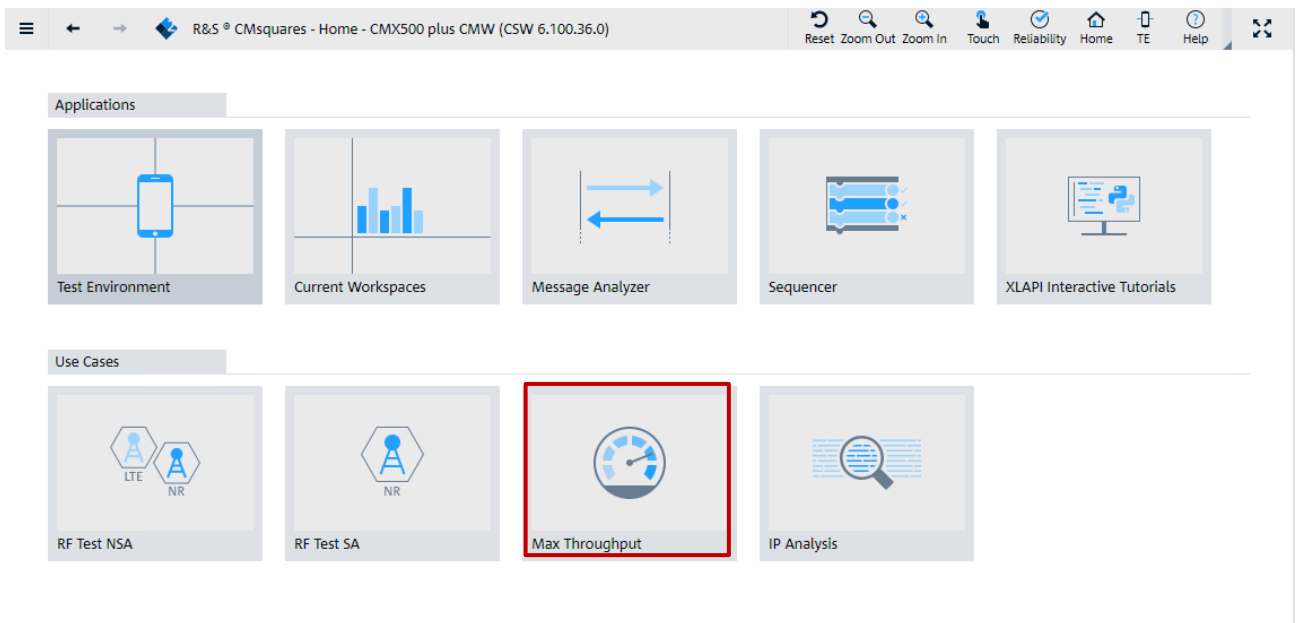 R&S ® CMsquares - Home - CMX500 plus CMW (CSW 6.100.36.0)
Reset Zoom Out Zoom In Touch Reliability Home TE Help
Applications
Test Environment
Current Workspaces
Message Analyzer
Sequencer
XLAPI Interactive Tutorials
Use Cases
LTE
NR
NR
RF Test NSA
RF Test SA
Max Throughput
IP Analysis